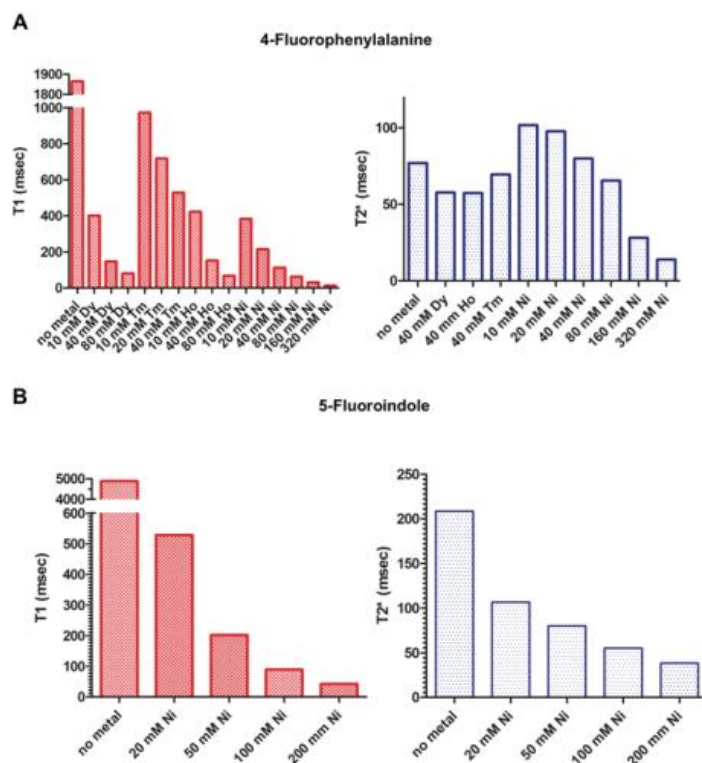 A
4-Fluorophenylalanine
T1 (msec)
1900
1800
1000
800
600
400
200
0
no metal
10 mM Dy
40 mM Dy
80 mM Dy
10 mM Tm
20 mM Tm
40 mM Tm
10 mM Ho
40 mM Ho
80 mM Ho
10 mM Ni
20 mM Ni
40 mM Ni
80 mM Ni
160 mM Ni
320 mM Ni
T2* (msec)
100
50
0
no metal
40 mM Dy
40 mm Ho
40 mM Tm
10 mM Ni
20 mM Ni
40 mM Ni
80 mM Ni
160 mM Ni
320 mM Ni
B
5-Fluoroindole
T1 (msec)
5000
4000
600
500
400
300
200
100
0
no metal
20 mM Ni
50 mM Ni
100 mM Ni
200 mm Ni
T2* (msec)
250
200
150
100
50
0
no metal
20 mM Ni
50 mM Ni
100 mM Ni
200 mm Ni